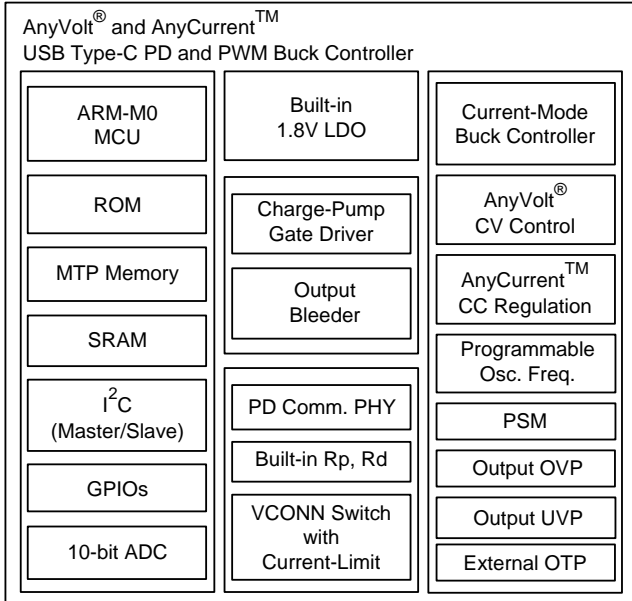 AnyVolt® and AnyCurrent™
USB Type-C PD and PWM Buck Controller
ARM-M0
MCU
ROM
MTP Memory
SRAM
I²C
(Master/Slave)
GPIOs
10-bit ADC
Built-in
1.8V LDO
Charge-Pump
Gate Driver
Output
Bleeder
PD Comm. PHY
Built-in Rp, Rd
VCONN Switch
with
Current-Limit
Current-Mode
Buck Controller
AnyVolt®
CV Control
AnyCurrent™
CC Regulation
Programmable
Osc. Freq.
PSM
Output OVP
Output UVP
External OTP